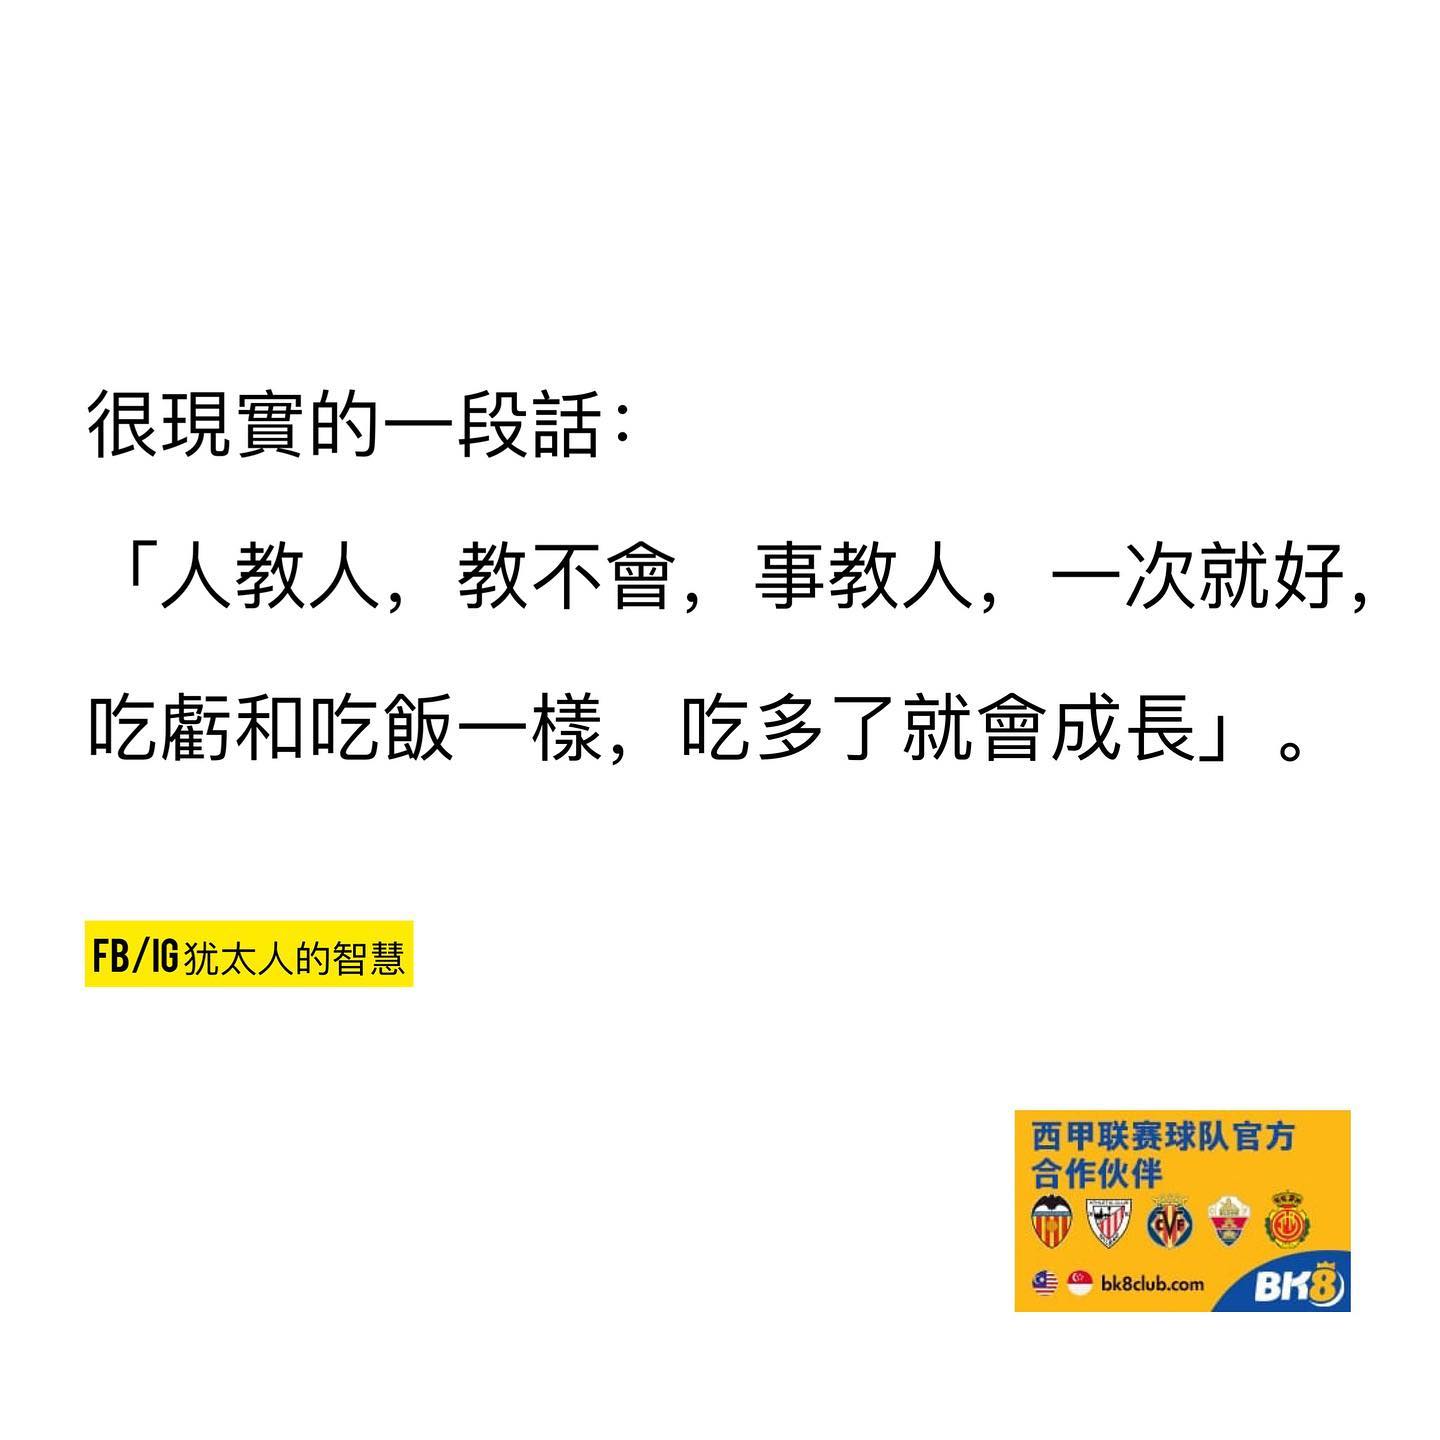 很現實的一段話：
「人教人，教不會，事教人，一次就好，
吃虧和吃飯一樣，吃多了就會成長」。
FB/IG犹太人的智慧
西甲联赛球队官方
合作伙伴
bk8club.com
BK8